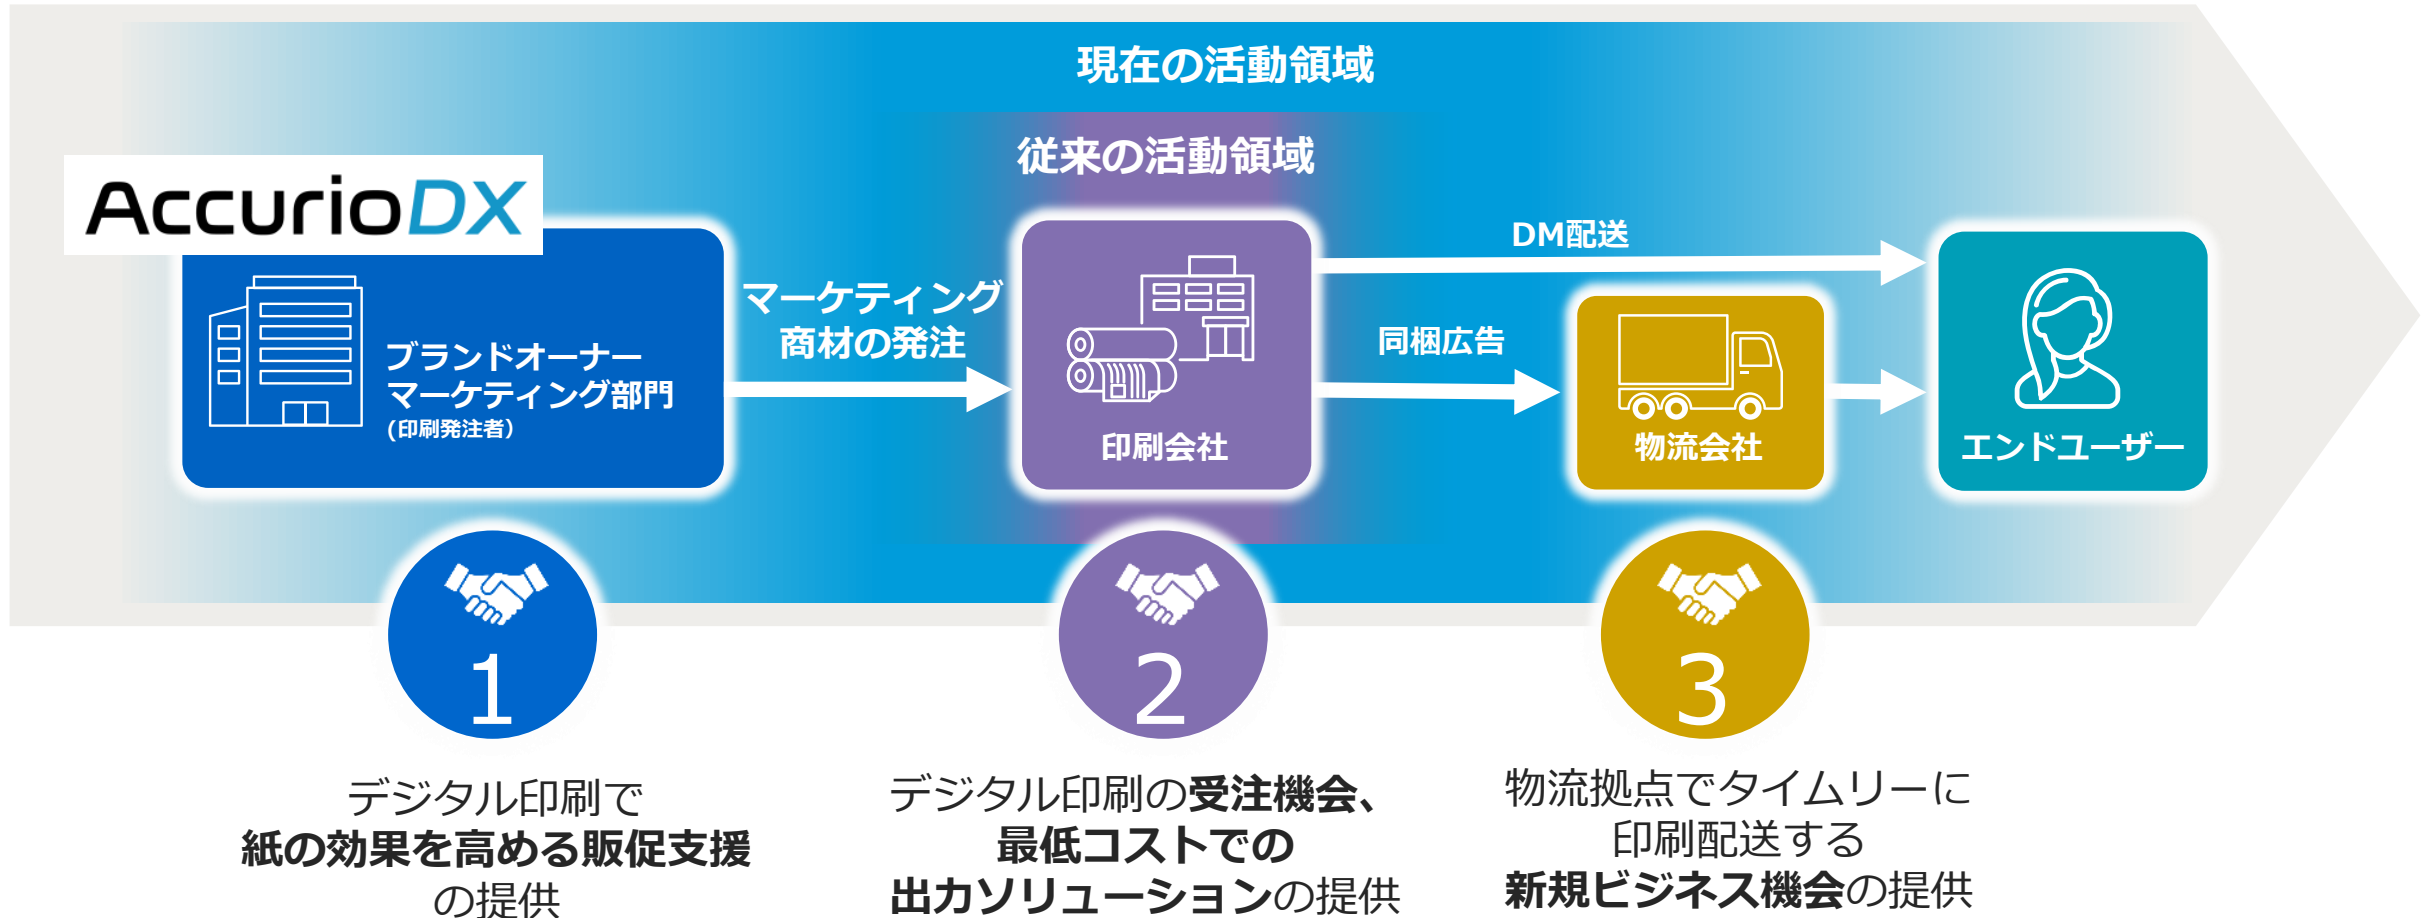 現在の活動領域
従来の活動領域
AccurioDX
ブランドオーナー
マーケティング部門
(印刷発注者）
マーケティング
商材の発注
印刷会社
DM配送
同梱広告
物流会社
エンドユーザー
1
デジタル印刷で
紙の効果を高める販促支援
の提供
2
デジタル印刷の受注機会、
最低コストでの
出力ソリューションの提供
3
物流拠点でタイムリーに
印刷配送する
新規ビジネス機会の提供